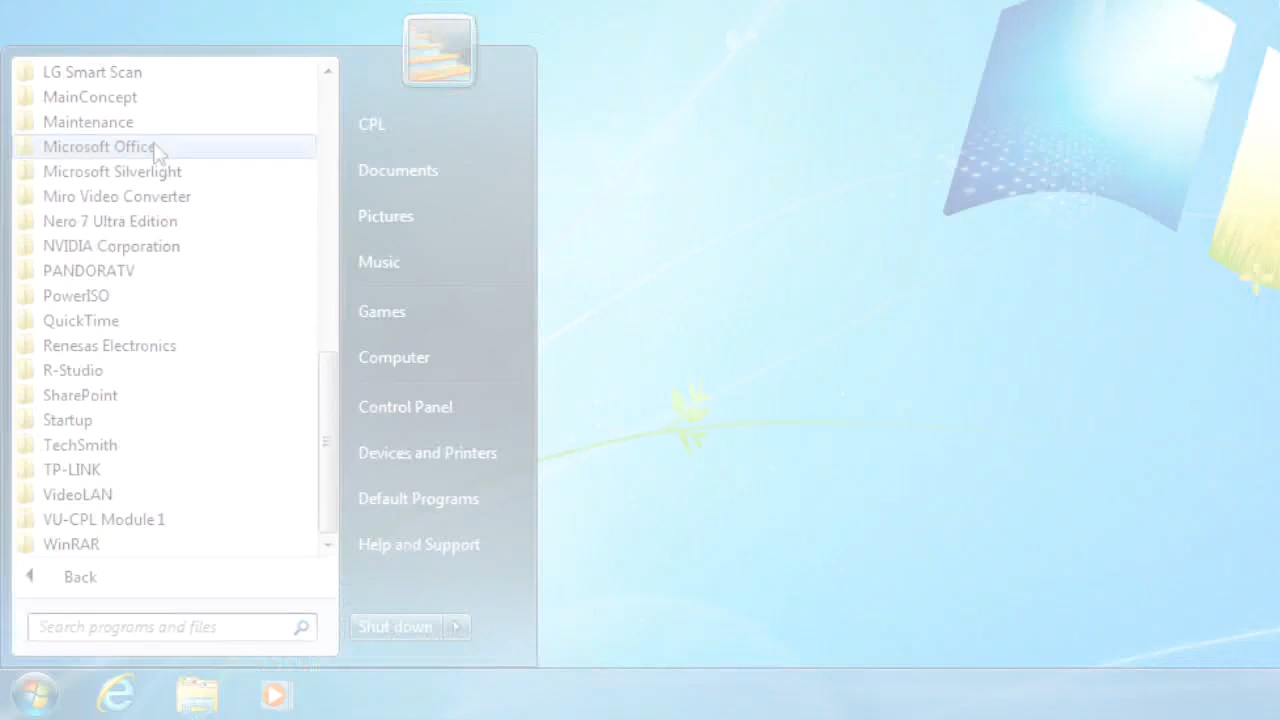 LG Smart Scan
MainConcept
Maintenance
Microsoft Office
Microsoft Silverlight
Miro Video Converter
Nero 7 Ultra Edition
NVIDIA Corporation
PANDORATV
PowerISO
QuickTime
Renesas Electronics
R-Studio
SharePoint
Startup
TechSmith
TP-LINK
VideoLAN
VU-CPL Module 1
WinRAR
Back
Search programs and files
CPL
Documents
Pictures
Music
Games
Computer
Control Panel
Devices and Printers
Default Programs
Help and Support
Shut down